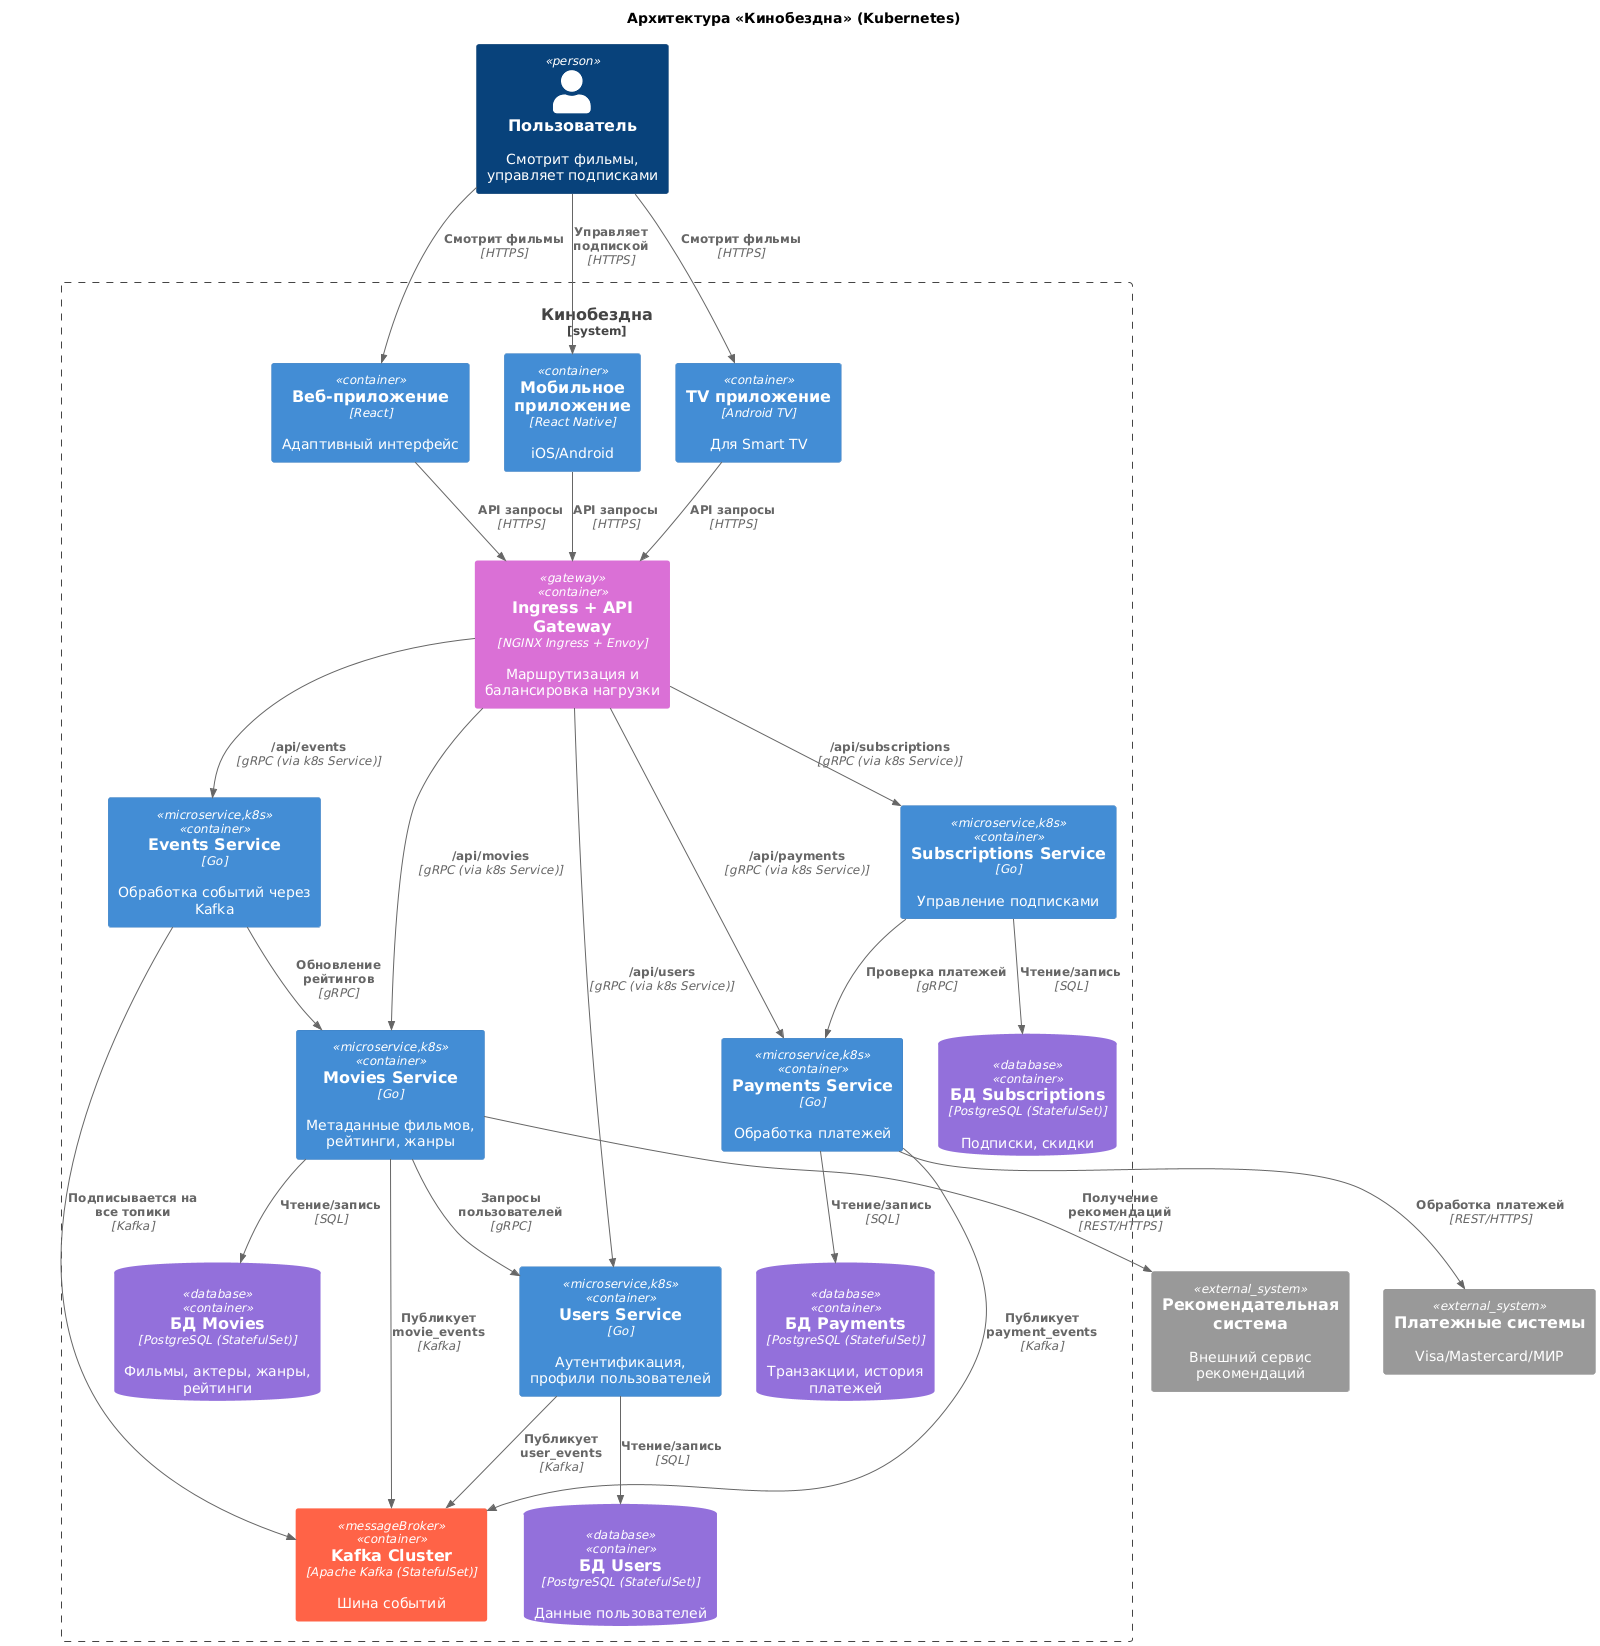 Архитектура «Кинобездна» (Kubernetes)
«person»
Пользователь
Смотрит фильмы,
управляет подписками
Смотрит фильмы
[HTTPS]
Управляет
подпиской
[HTTPS]
Смотрит фильмы
[HTTPS]
Кинобездна
[system]
«container»
Веб-приложение
[React]
Адаптивный интерфейс
«container»
Мобильное
приложение
[React Native]
iOS/Android
«container»
TV приложение
[Android TV]
Для Smart TV
API запросы
[HTTPS]
API запросы
[HTTPS]
API запросы
[HTTPS]
«gateway»
«container»
Ingress + API
Gateway
[NGINX Ingress + Envoy]
Маршрутизация и
балансировка нагрузки
/api/events
[gRPC (via k8s Service)]
/api/subscriptions
[gRPC (via k8s Service)]
«microservice,k8s»
«container»
Events Service
[Go]
Обработка событий через
Kafka
/api/movies
[gRPC (via k8s Service)]
/api/payments
[gRPC (via k8s Service)]
«microservice,k8s»
«container»
Subscriptions Service
[Go]
Управление подписками
Обновление
рейтингов
[gRPC]
/api/users
[gRPC (via k8s Service)]
Проверка платежей
[gRPC]
Чтение/запись
[SQL]
«microservice,k8s»
«container»
Movies Service
[Go]
Метаданные фильмов,
рейтинги, жанры
«microservice,k8s»
«container»
Payments Service
[Go]
Обработка платежей
«database»
«container»
БД Subscriptions
[PostgreSQL (StatefulSet)]
Подписки, скидки
Подписывается на
все топики
[Kafka]
Чтение/запись
[SQL]
Запросы
пользователей
[gRPC]
Чтение/запись
[SQL]
Получение
рекомендаций
[REST/HTTPS]
Обработка платежей
[REST/HTTPS]
«database»
«container»
БД Movies
[PostgreSQL (StatefulSet)]
Фильмы, актеры, жанры,
рейтинги
Публикует
movie_events
[Kafka]
«microservice,k8s»
«container»
Users Service
[Go]
Аутентификация,
профили пользователей
«database»
«container»
БД Payments
[PostgreSQL (StatefulSet)]
Транзакции, история
платежей
Публикует
payment_events
[Kafka]
«external_system»
Рекомендательная
система
Внешний сервис
рекомендаций
«external_system»
Платежные системы
Visa/Mastercard/МИР
Публикует
user_events
[Kafka]
Чтение/запись
[SQL]
«messageBroker»
«container»
Kafka Cluster
[Apache Kafka (StatefulSet)]
Шина событий
«database»
«container»
БД Users
[PostgreSQL (StatefulSet)]
Данные пользователей